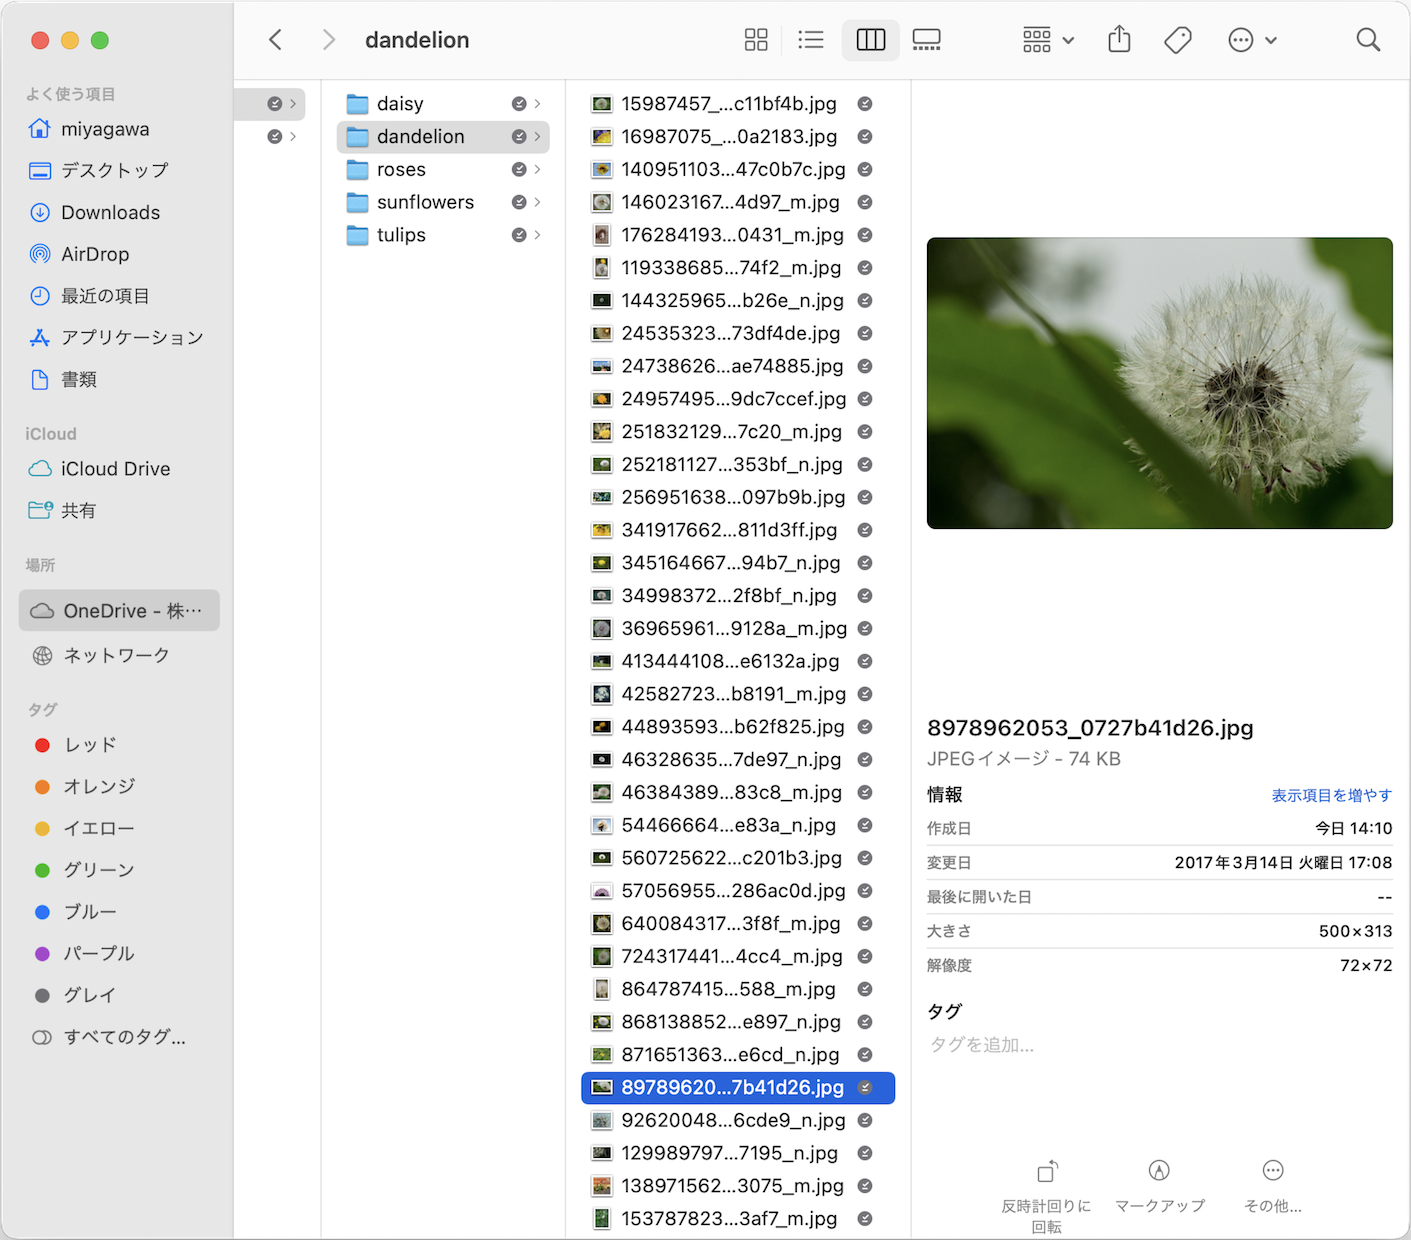 dandelion
よく使う項目
miyagawa
デスクトップ
Downloads
AirDrop
最近の項目
アプリケーション
書類
iCloud
iCloud Drive
共有
場所
OneDrive - 株…
ネットワーク
タグ
レッド
オレンジ
イエロー
グリーン
ブルー
パープル
グレイ
すべてのタグ...
daisy
dandelion
roses
sunflowers
tulips
15987457_...c11bf4b.jpg
16987075_...0a2183.jpg
140951103...47c0b7c.jpg
146023167...4d97_m.jpg
176284193...0431_m.jpg
119338685...74f2_m.jpg
144325965...b26e_n.jpg
24535323...73df4de.jpg
24738626...ae74885.jpg
24957495...9dc7ccef.jpg
251832129...7c20_m.jpg
252181127...353bf_n.jpg
256951638...097b9b.jpg
341917662...811d3ff.jpg
345164667...94b7_n.jpg
34998372...2f8bf_n.jpg
36965961...9128a_m.jpg
413444108...e6132a.jpg
42582723...b8191_m.jpg
44893593...b62f825.jpg
46328635...7de97_n.jpg
46384389...83c8_m.jpg
54466664...e83a_n.jpg
560725622...c201b3.jpg
57056955...286ac0d.jpg
640084317...3f8f_m.jpg
724317441...4cc4_m.jpg
864787415...588_m.jpg
868138852...e897_n.jpg
871651363...e6cd_n.jpg
89789620...7b41d26.jpg
92620048...6cde9_n.jpg
129989797...7195_n.jpg
138971562...3075_m.jpg
153787823...3af7_m.jpg
8978962053_0727b41d26.jpg
JPEGイメージ - 74 KB
情報 表示項目を増やす
作成日 今日 14:10
変更日 2017年3月14日 火曜日 17:08
最後に開いた日 --
大きさ 500×313
解像度 72×72
タグ
タグを追加...
反時計回りに
回転
マークアップ
その他...